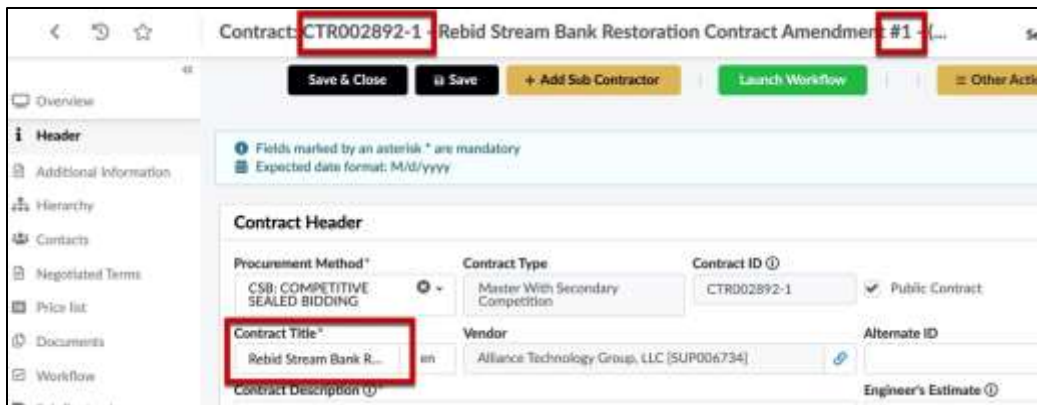 Contract: CTR002892-1 - Rebid Stream Bank Restoration Contract Amendment #1 - (...
Save & Close Save + Add Sub Contractor Launch Workflow Other Actio
Overview
Header
Additional Information
Hierarchy
Contacts
Negotiated Terms
Price list
Documents
Workflow
Fields marked by an asterisk * are mandatory
Expected date format: M/d/yyyy
Contract Header
Procurement Method* Contract Type Contract ID
CSB: COMPETITIVE SEALED BIDDING Master With Secondary Competition CTR002892-1 Public Contract
Contract Title* Vendor Alternate ID
Rebid Stream Bank R... en Alliance Technology Group, LLC [SUP006734]
Contract Description Engineer's Estimate